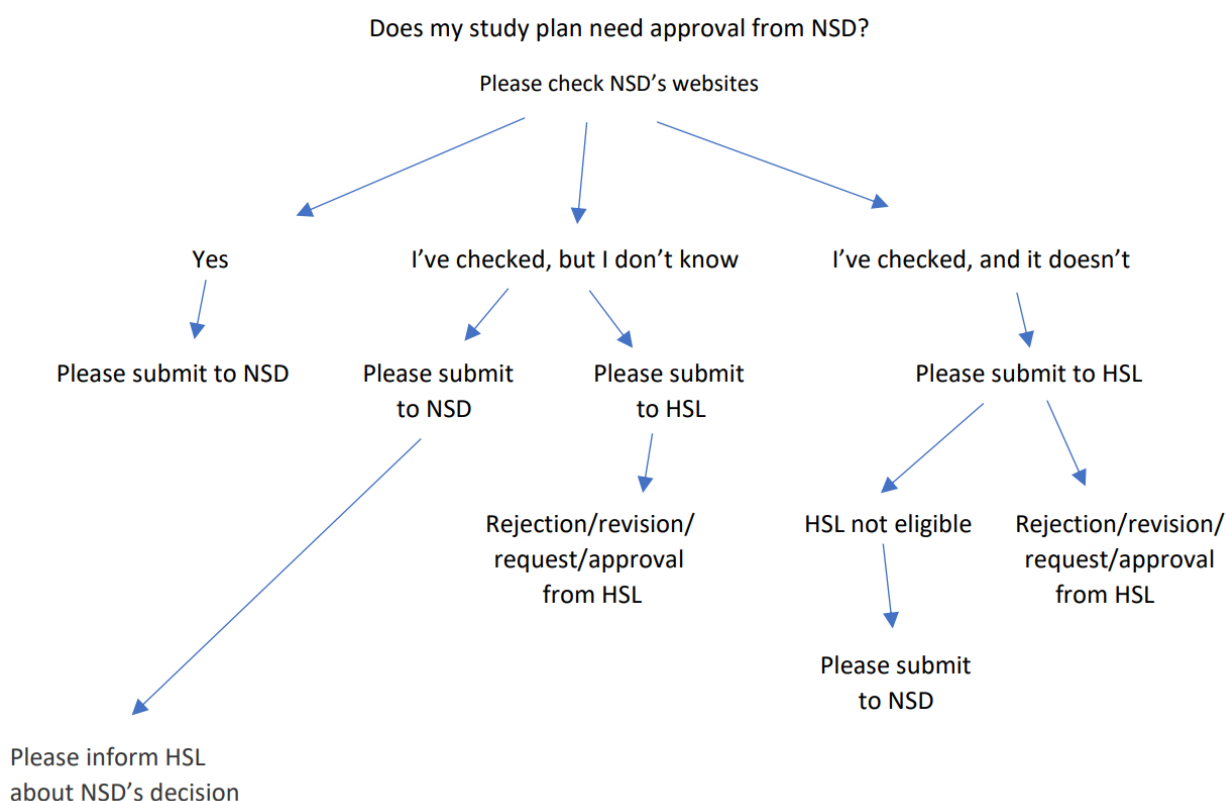 Does my study plan need approval from NSD?
Please check NSD’s websites
Yes
I’ve checked, but I don’t know
I’ve checked, and it doesn’t
Please submit to NSD
Please submit
to NSD
Please submit
to HSL
Please submit to HSL
Rejection/revision/
request/approval
from HSL
HSL not eligible
Rejection/revision/
request/approval
from HSL
Please submit
to NSD
Please inform HSL
about NSD’s decision